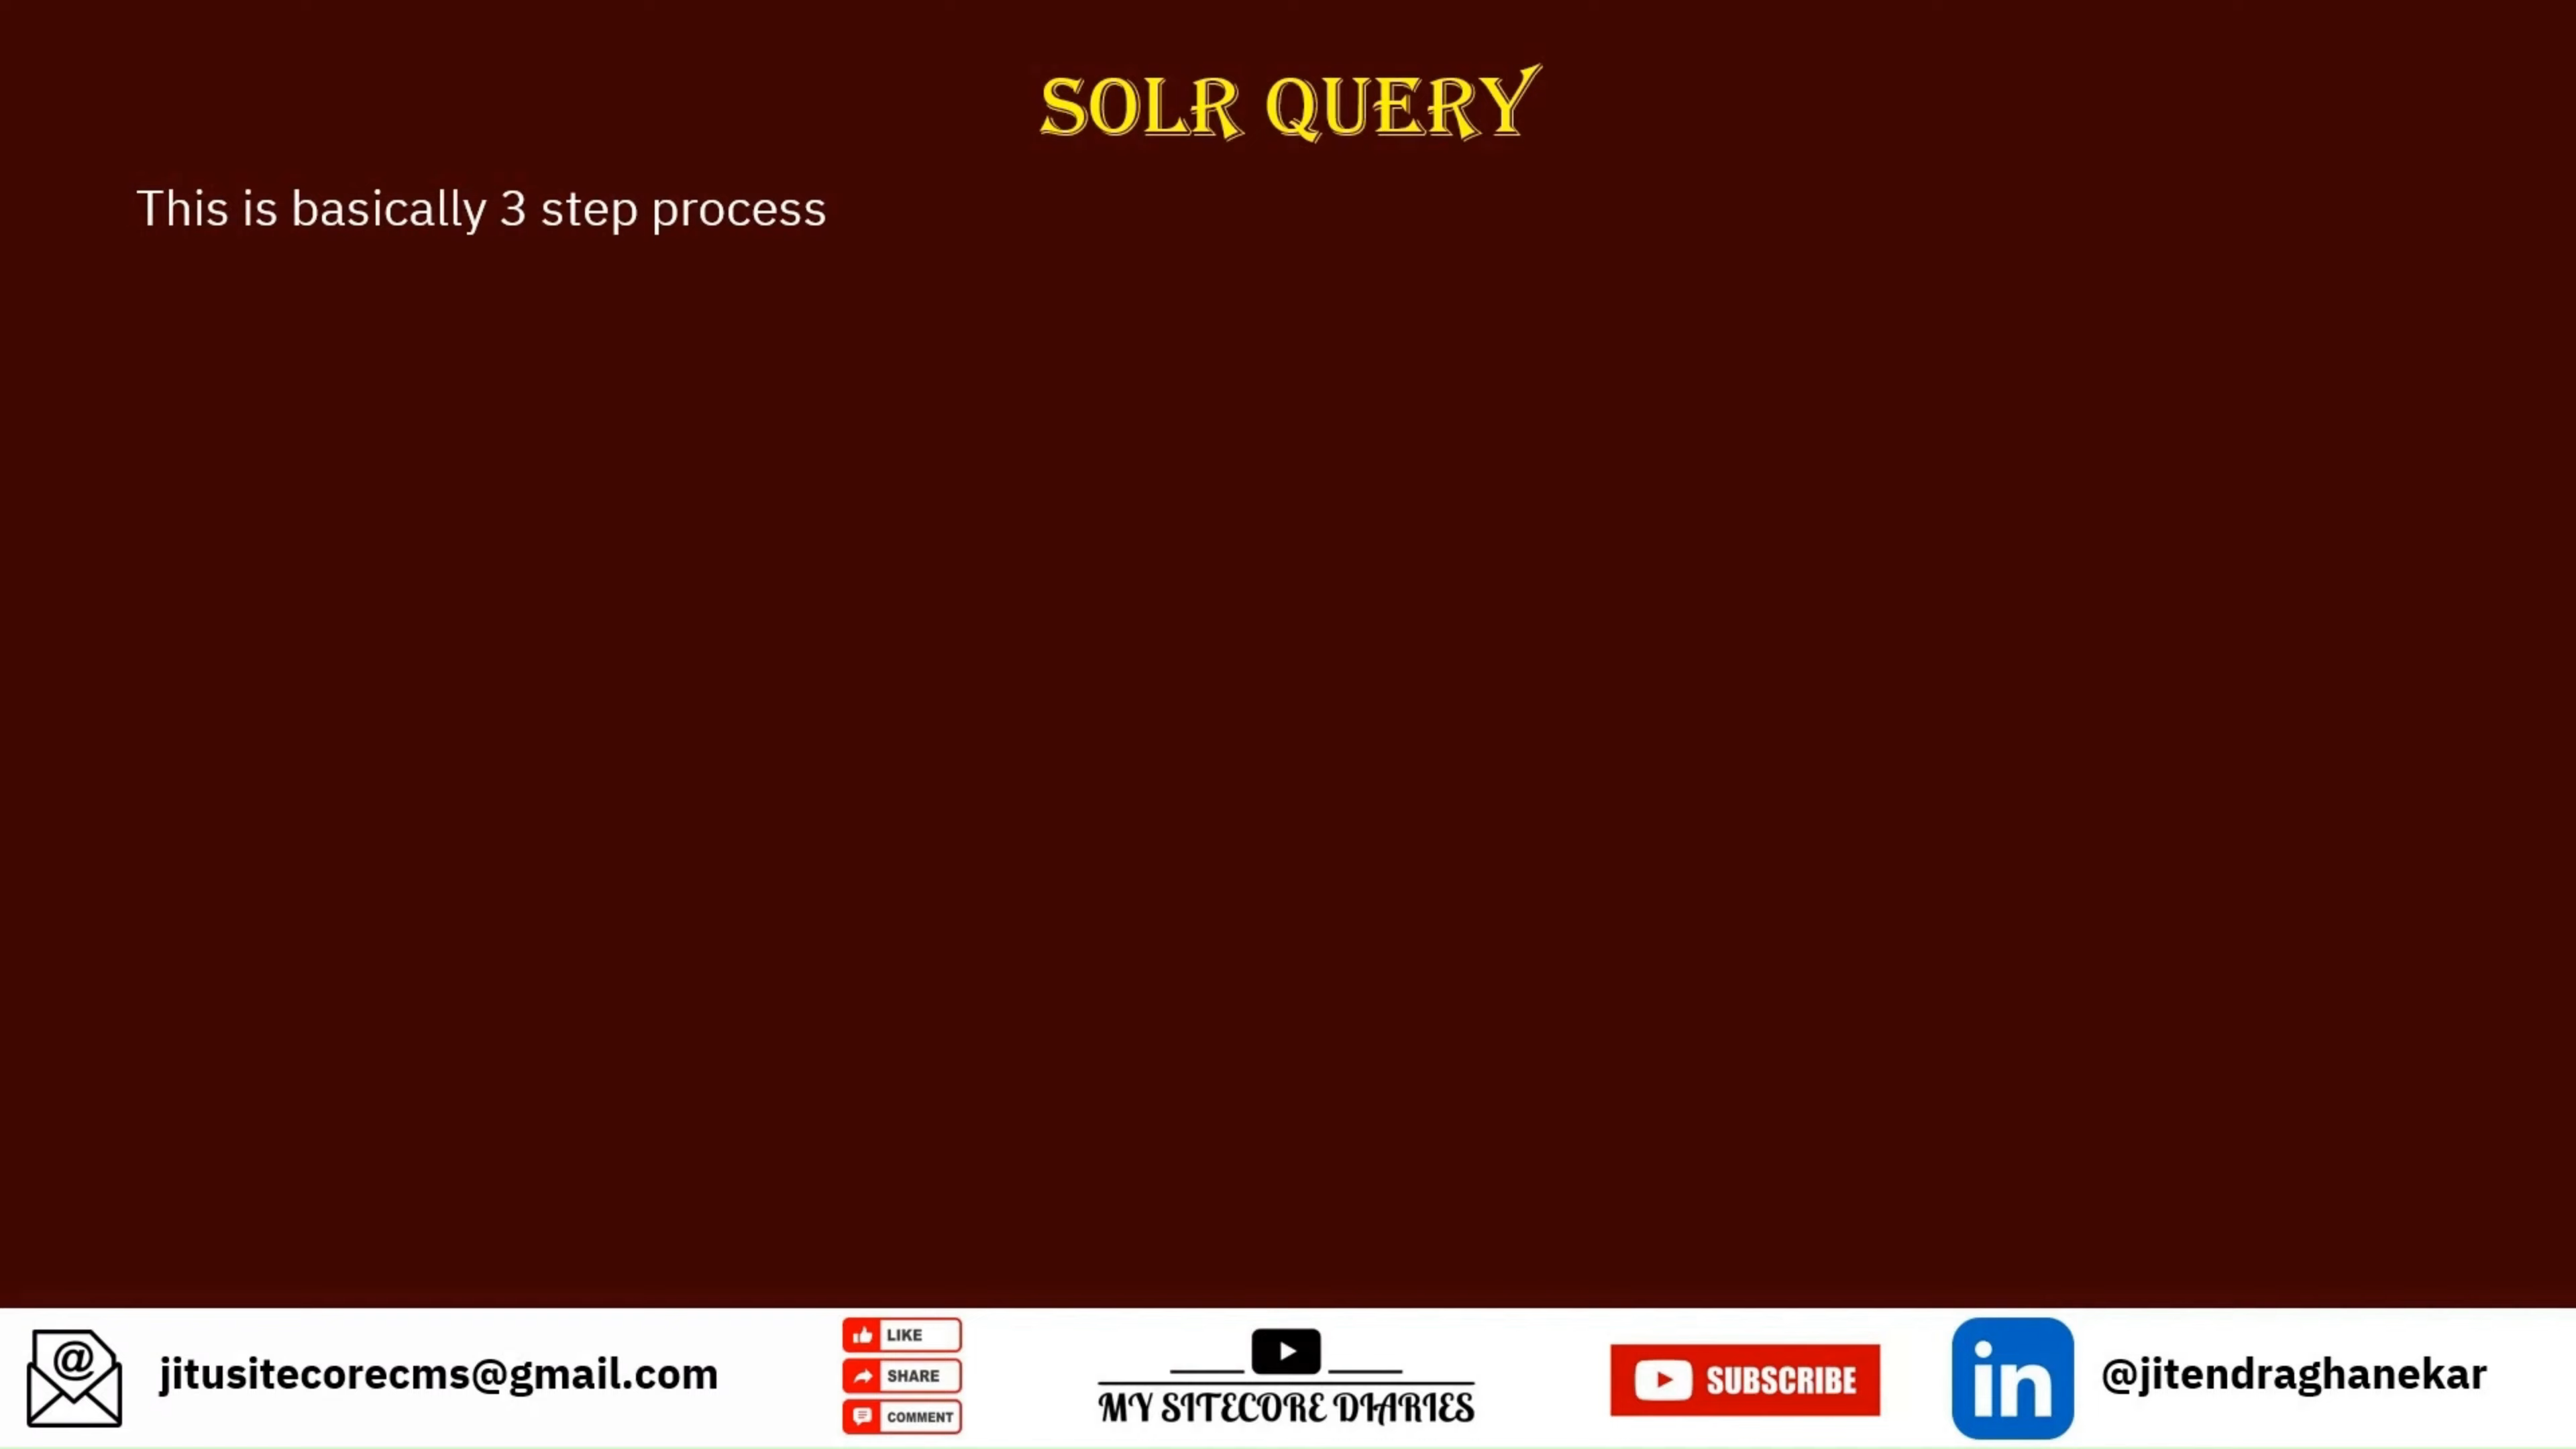 SOLR QUERY
This is basically 3 step process
@
jitusitecorecms@gmail.com
LIKE
SHARE
COMMENT
MY SITECORE DIARIES
SUBSCRIBE
in
@jitendraghanekar